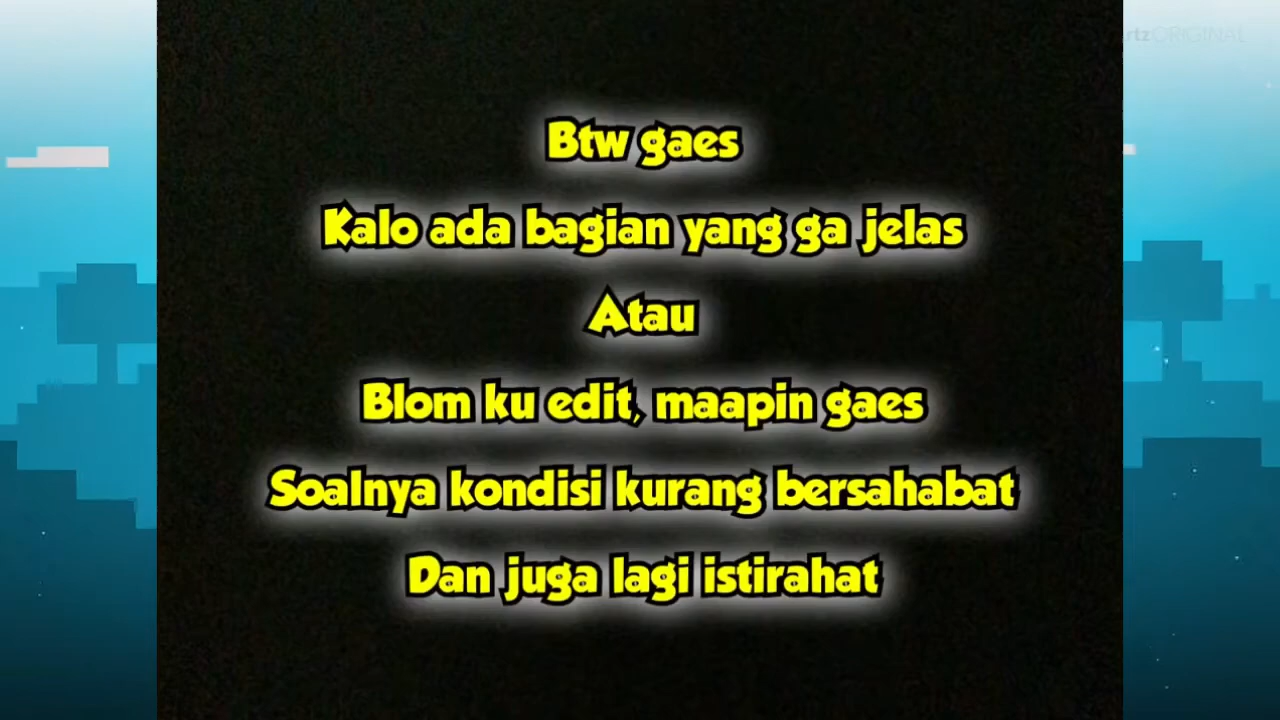 rtzORIGINAL
Btw gaes
Kalo ada bagian yang ga jelas
Atau
Blom ku edit, maapin gaes
Soalnya kondisi kurang bersahabat
Dan juga lagi istirahat